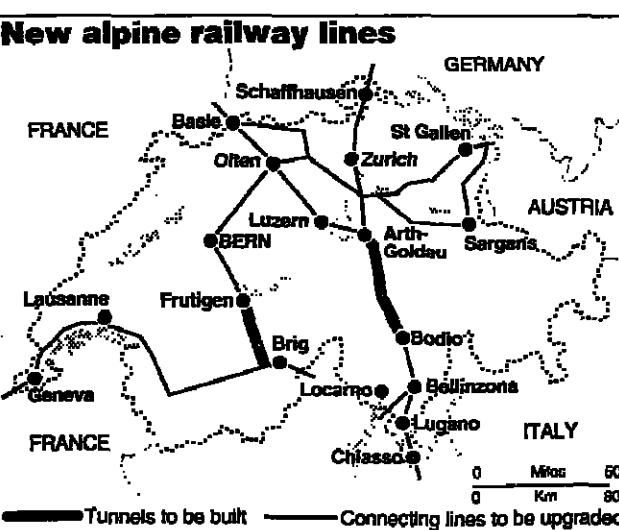 New alpine railway lines
GERMANY
Schaffhausen
Basle
FRANCE
St Gallen
Olten
Zurich
AUSTRIA
Luzern
BERN
Arth-
Goldau
Sargans
Lausanne
Frutigen
Brig
Bodio
Geneva
Locarno
Bellinzona
Lugano
ITALY
FRANCE
Chiasso
0 Miles 50
0 Km 80
Tunnels to be built
Connecting lines to be upgraded